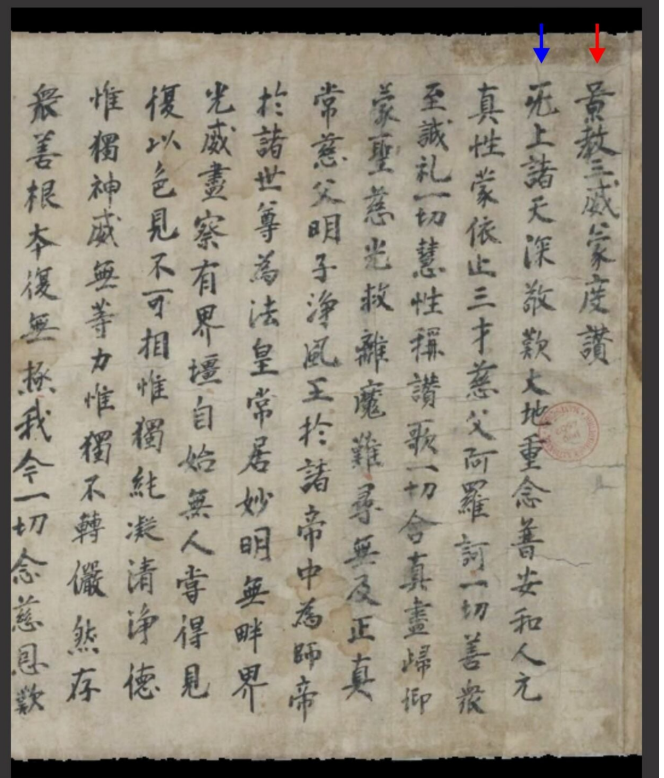 景教三威蒙度讚
无上諸天深敬歎大地重念普安和人元
真性蒙依止三才慈父阿羅訶一切善衆
至誠礼一切慧性稱讚歌一切含真盡歸仰
蒙聖慈光救離魔難尋無及正真
常慈父明子淨風王於諸帝中為師帝
於諸世尊為法皇常居妙明無畔界
光威盡察有界壃自始無人嘗得見
復以色見不可相惟獨純凝清淨德
惟獨神威無等力惟獨不轉儼然存
衆善根本復無極我今一切念慈恩歎